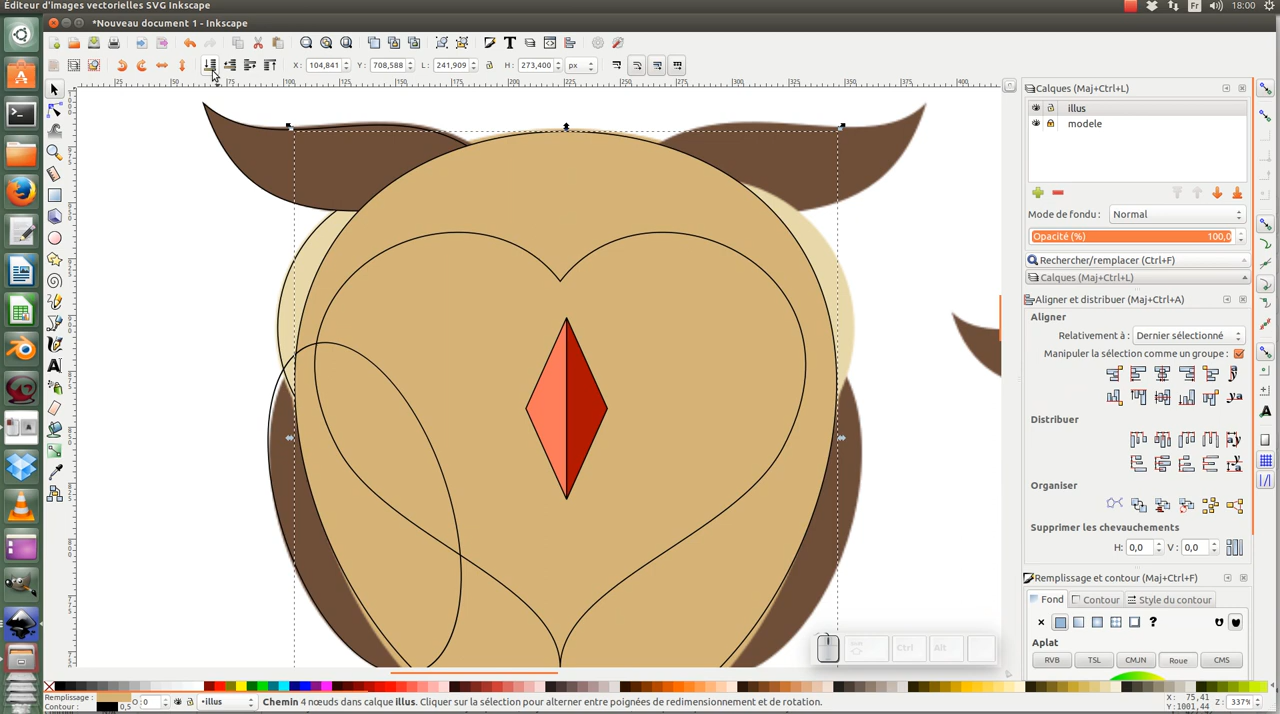 Éditeur d'images vectorielles SVG Inkscape
Fr
18:00
*Nouveau document 1 - Inkscape
X: 104,841 Y: 708,588 L: 241,909 H: 273,400 px
Calques (Maj+Ctrl+L)
illus
modele
Mode de fondu : Normal
Opacité (%) 100,0
Rechercher/remplacer (Ctrl+F)
Calques (Maj+Ctrl+L)
Aligner et distribuer (Maj+Ctrl+A)
Aligner
Relativement à : Dernier sélectionné
Manipuler la sélection comme un groupe :
Distribuer
Organiser
Supprimer les chevauchements
H: 0,0 V: 0,0
Remplissage et contour (Maj+Ctrl+F)
Fond Contour Style du contour
Aplat
RVB TSL CMJN Roue CMS
Ctrl Alt
Remplissage :
Contour : 0,5
O: 0
•illus
Chemin 4 nœuds dans calque illus. Cliquer sur la sélection pour alterner entre poignées de redimensionnement et de rotation.
X: 75,41
Y: 1001,44
Z: 337%